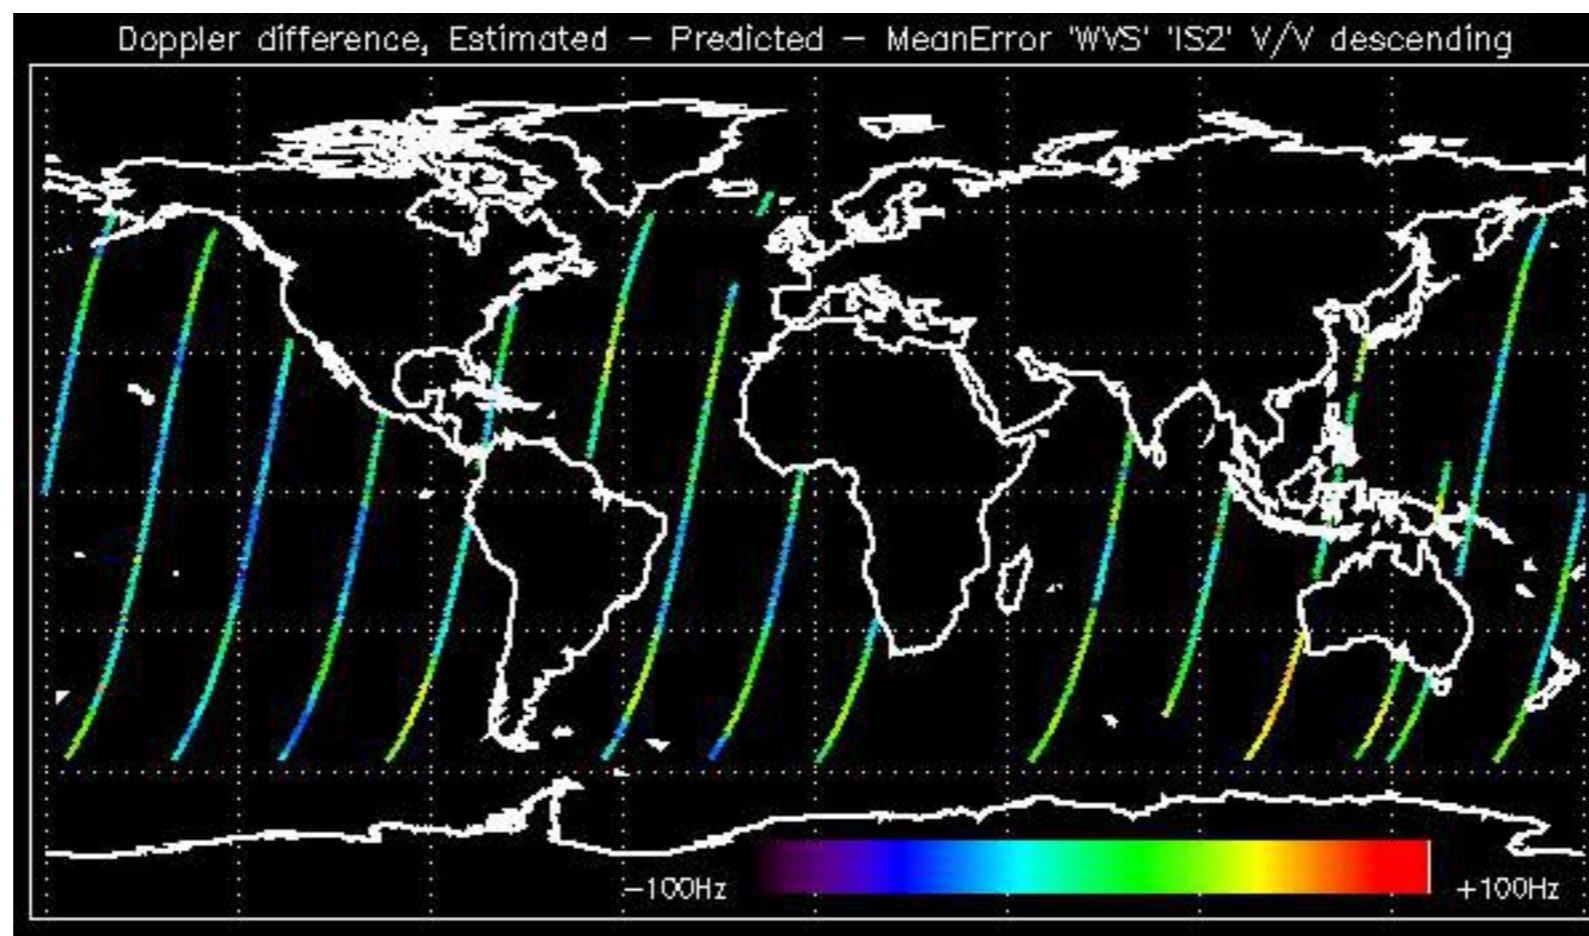 Doppler difference, Estimated – Predicted – MeanError 'WVS' 'IS2' V/V descending
-100Hz
+100Hz